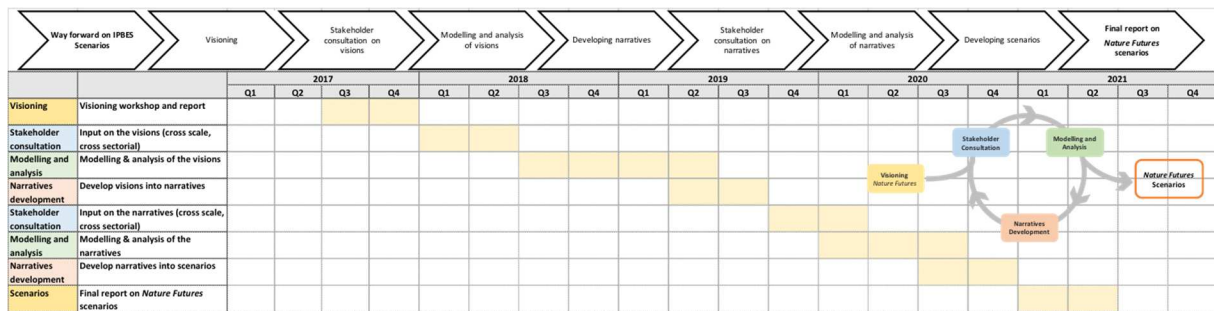 Way forward on IPBES
Scenarios
Visioning
Stakeholder
consultation on
visions
Modelling and analysis
of visions
Developing narratives
Stakeholder
consultation on
narratives
Modelling and analysis
of narratives
Developing scenarios
Final report on
Nature Futures
scenarios
2017 2018 2019 2020 2021
Q1 Q2 Q3 Q4 Q1 Q2 Q3 Q4 Q1 Q2 Q3 Q4 Q1 Q2 Q3 Q4 Q1 Q2 Q3 Q4
Visioning Visioning workshop and report
Stakeholder Input on the visions (cross scale,
consultation cross sectorial)
Modelling and Modelling & analysis of the visions
analysis
Narratives Develop visions into narratives
development
Stakeholder Input on the narratives (cross scale,
consultation cross sectorial)
Modelling and Modelling & analysis of the
analysis narratives
Narratives Develop narratives into scenarios
development
Scenarios Final report on Nature Futures
scenarios
Stakeholder
Consultation
Modelling and
Analysis
Visioning
Nature Futures
Nature Futures
Scenarios
Narratives
Development